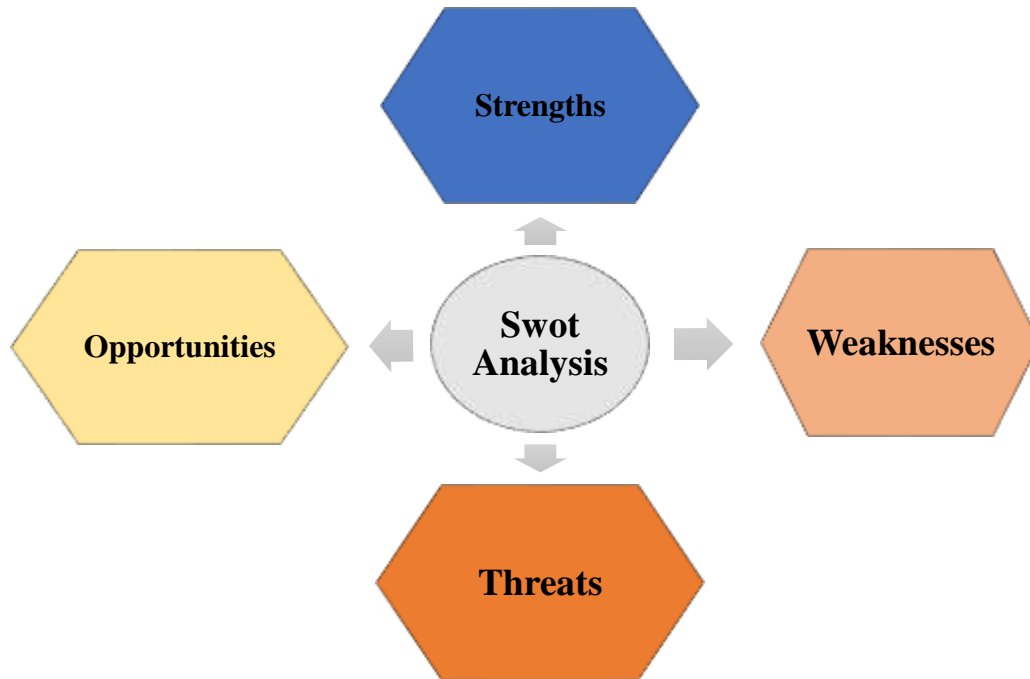 Strengths
Opportunities
Swot
Analysis
Weaknesses
Threats